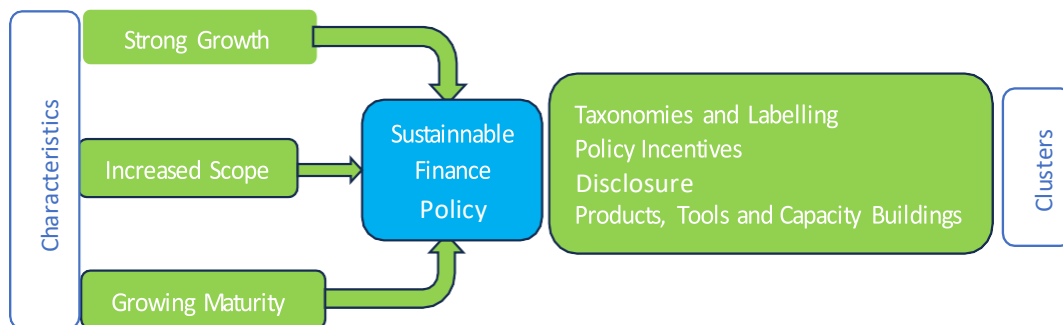 Characteristics
Strong Growth
Increased Scope
Growing Maturity
Sustainnable
Finance
Policy
Taxonomies and Labelling
Policy Incentives
Disclosure
Products, Tools and Capacity Buildings
Clusters